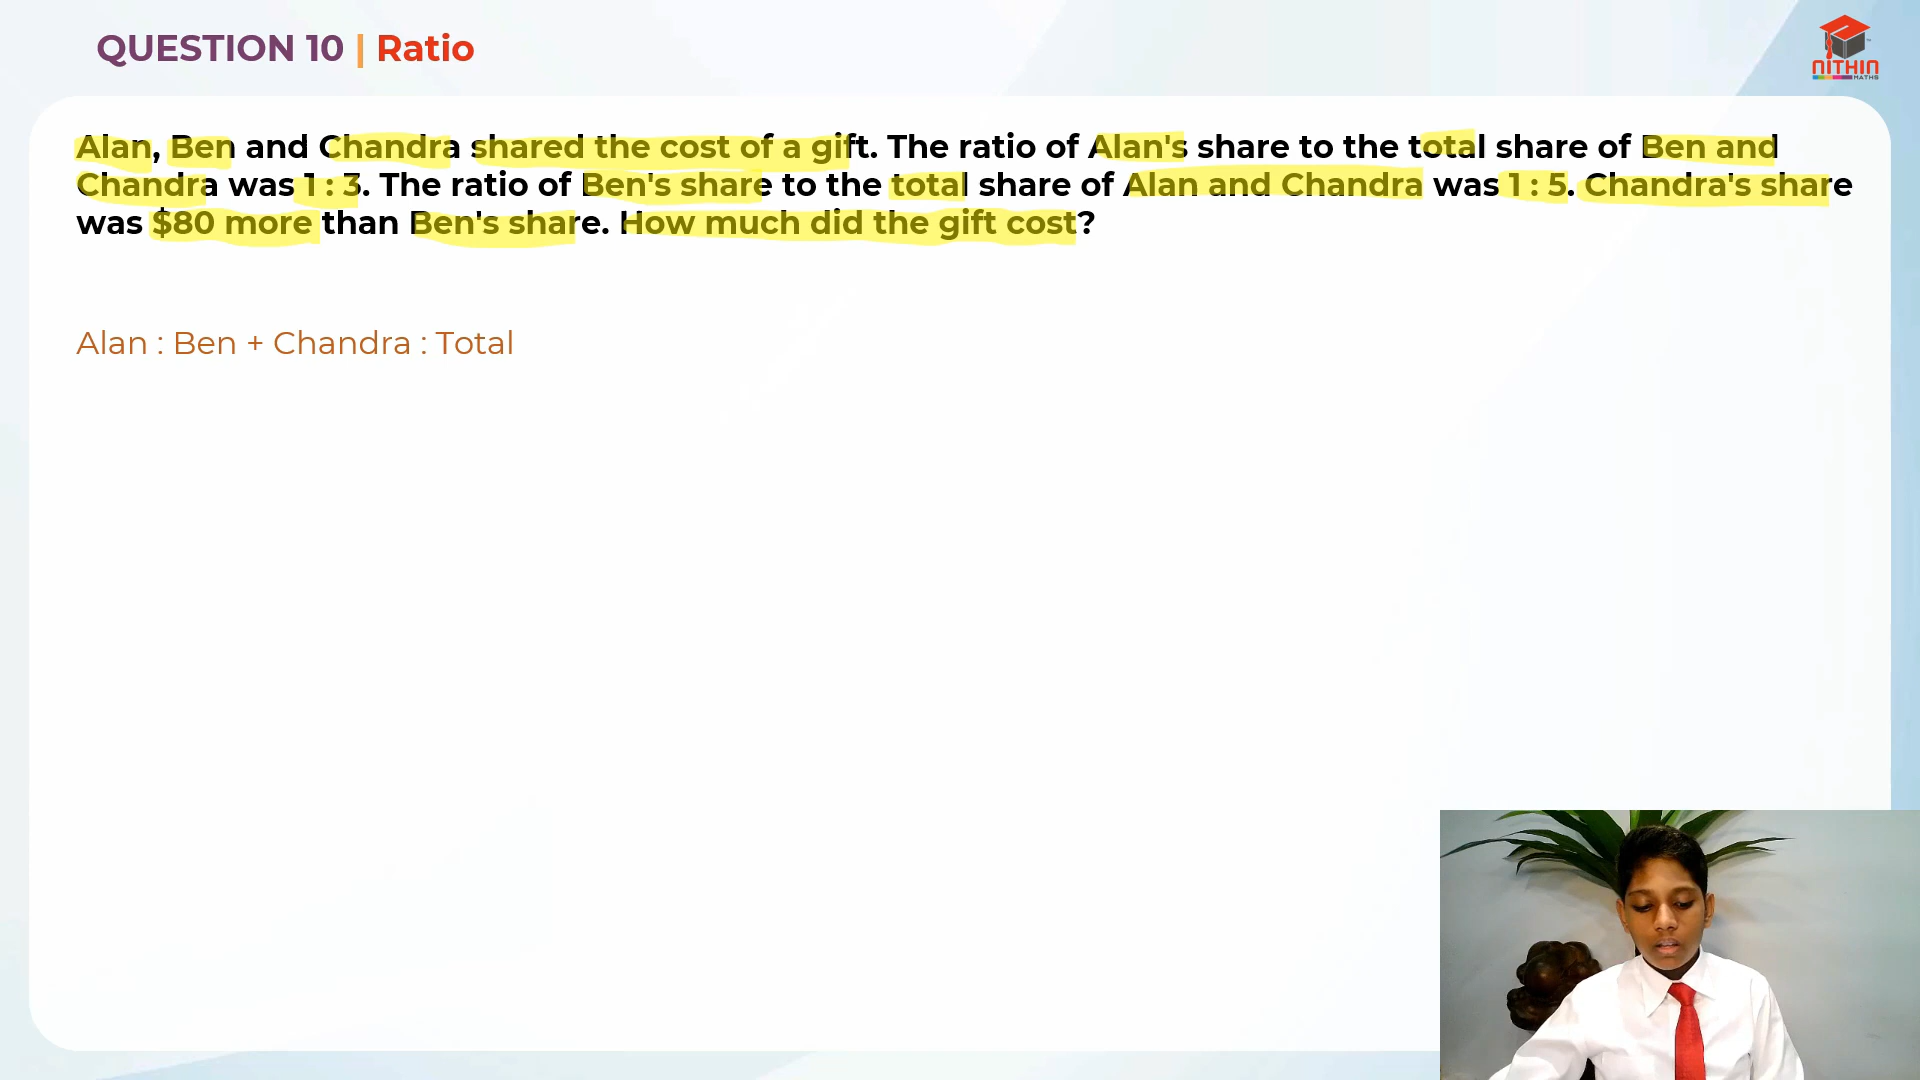 QUESTION 10 | Ratio
NITHIN
MATHS
Alan, Ben and Chandra shared the cost of a gift. The ratio of Alan's share to the total share of Ben and
Chandra was 1 : 3. The ratio of Ben's share to the total share of Alan and Chandra was 1 : 5. Chandra's share
was $80 more than Ben's share. How much did the gift cost?
Alan : Ben + Chandra : Total